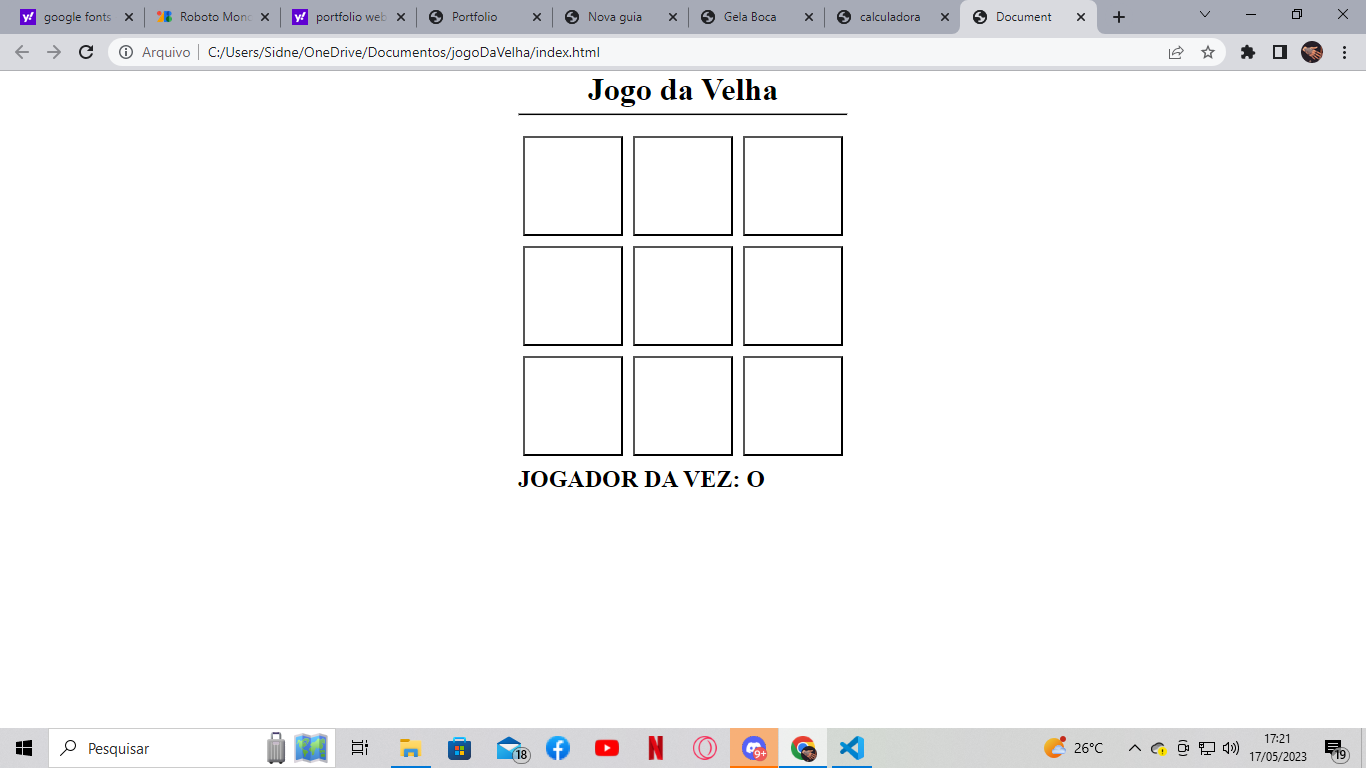 google fonts
Roboto Mono
portfolio web
Portfolio
Nova guia
Gela Boca
calculadora
Document
Arquivo
C:/Users/Sidne/OneDrive/Documentos/jogoDaVelha/index.html
Jogo da Velha
JOGADOR DA VEZ: O
Pesquisar
18
9+
26°C
17:21
17/05/2023
19